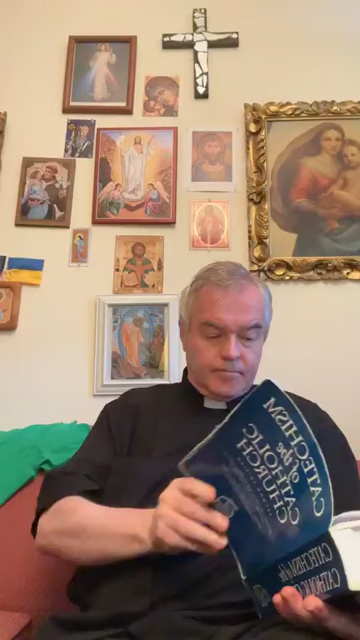 CATECHISM
of the
CATHOLIC
CHURCH
CATECHISM of the
CATHOLIC